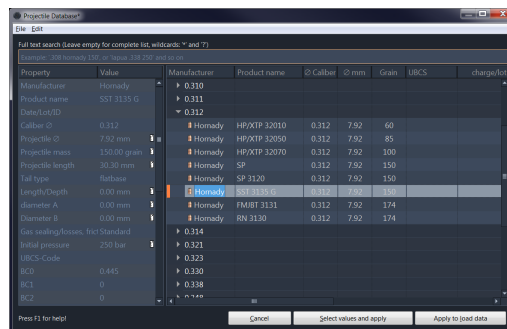 Projectile Database*
File Edit
Full text search (Leave empty for complete list, wildcards: '*' and '?')
Example: '308 hornady 150', or 'lapua 338 250' and so on
Property Value
Manufacturer Hornady
Product name SST 3135 G
Date/Lot/ID
Caliber ∅ 0.312
Projectile ∅ 7.92 mm
Projectile mass 150.00 grain
Projectile length 30.30 mm
Tail type flatbase
Length/Depth 0.00 mm
diameter A 0.00 mm
Diameter B 0.00 mm
Gas sealing/losses, frict Standard
Initial pressure 250 bar
UBCS-Code
BC0 0.445
BC1 0
BC2 0
Manufacturer Product name ∅ Caliber ∅ mm Grain UBCS charge/lot
0.310
0.311
0.312
Hornady HP/XTP 32010 0.312 7.92 60
Hornady HP/XTP 32050 0.312 7.92 85
Hornady HP/XTP 32070 0.312 7.92 100
Hornady SP 0.312 7.92 150
Hornady SP 3120 0.312 7.92 150
Hornady SST 3135 G 0.312 7.92 150
Hornady FMJBT 3131 0.312 7.92 174
Hornady RN 3130 0.312 7.92 174
0.314
0.321
0.323
0.330
0.338
0.348
Press F1 for help!
Cancel
Select values and apply
Apply to load data